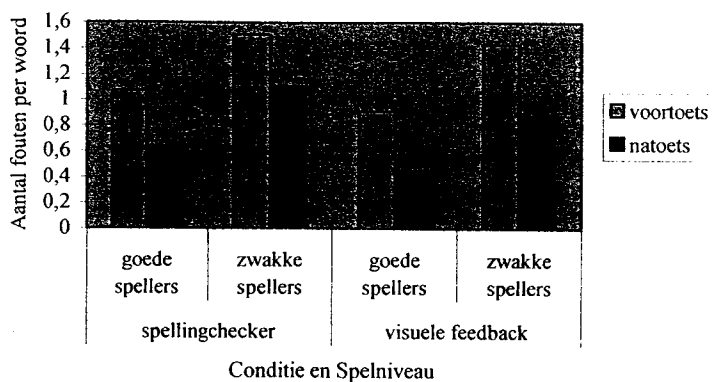 Aantal fouten per woord
1,6
1,4
1,2
1
0,8
0,6
0,4
0,2
0
voortoets
natoets
goede spellers
zwakke spellers
goede spellers
zwakke spellers
spellingchecker
visuele feedback
Conditie en Spelniveau